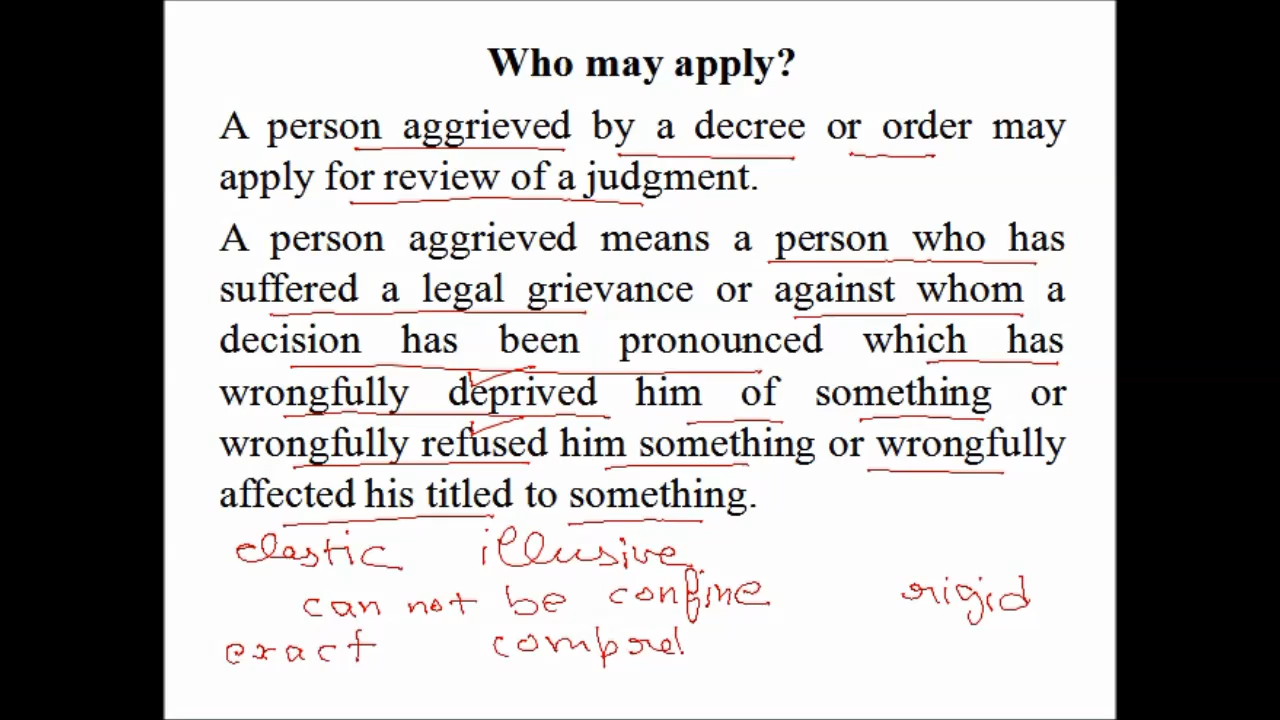 Who may apply?
A person aggrieved by a decree or order may
apply for review of a judgment.
A person aggrieved means a person who has
suffered a legal grievance or against whom a
decision has been pronounced which has
wrongfully deprived him of something or
wrongfully refused him something or wrongfully
affected his titled to something.
elastic illusive
can not be confine rigid
exact compreh